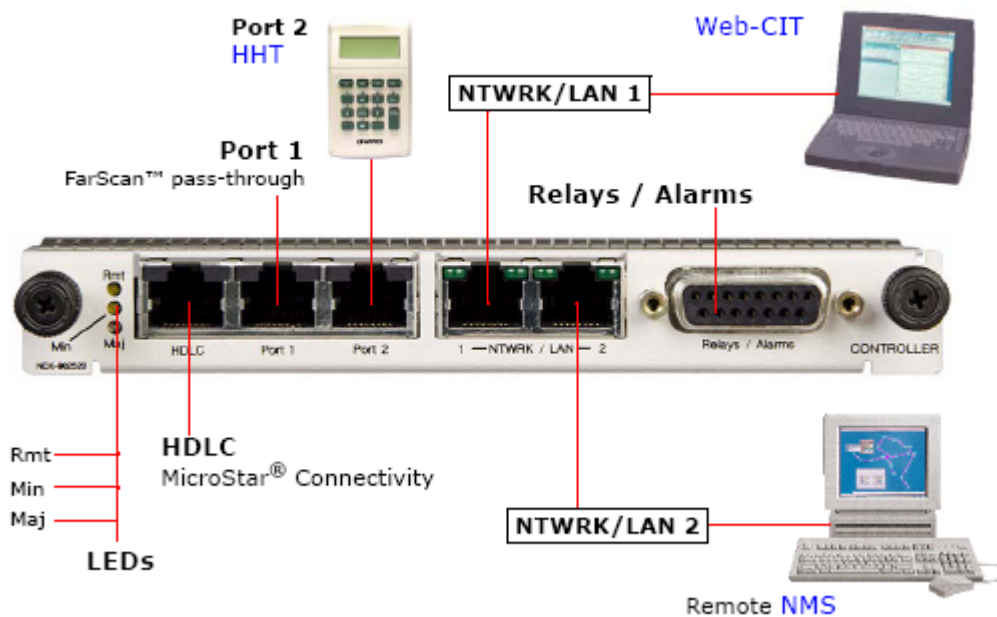 Port 2
HHT
Web-CIT
NTWRK/LAN 1
Port 1
FarScan™ pass-through
Relays / Alarms
Rmt
Min
Maj
HDLC
Port 1
Port 2
1 — NTWRK / LAN — 2
Relays / Alarms
CONTROLLER
HDLC
MicroStar® Connectivity
Rmt
Min
Maj
LEDs
NTWRK/LAN 2
Remote NMS